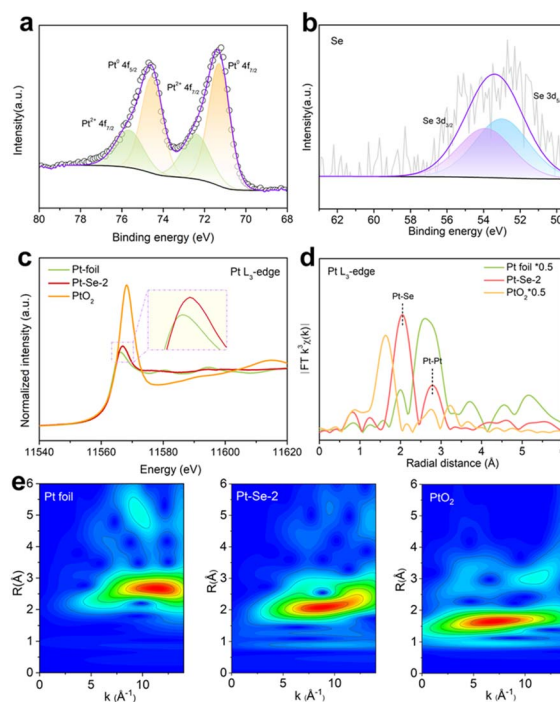 a
Pt⁰ 4f₅/₂
Pt²⁺ 4f₇/₂
Pt²⁺ 4f₇/₂
Pt⁰ 4f₇/₂
Intensity(a.u.)
80 78 76 74 72 70 68
Binding energy (eV)
b
Se
Se 3d₃/₂
Se 3d
Intensity(a.u.)
62 60 58 56 54 52 50
Binding energy (eV)
c
Pt L₃-edge
Pt-foil
Pt-Se-2
PtO₂
Normalized intensity (a.u.)
11540 11560 11580 11600 11620
Energy (eV)
d
Pt L₃-edge
Pt foil *0.5
Pt-Se-2
PtO₂*0.5
Pt-Se
Pt-Pt
|FT k³χ(k)|
0 1 2 3 4 5
Radial distance (Å)
e
Pt foil
R(Å)
0 1 2 3 4 5 6
0 5 10
k (Å⁻¹)
Pt-Se-2
0 1 2 3 4 5 6
0 5 10
k (Å⁻¹)
PtO₂
0 1 2 3 4 5 6
0 5 10
k (Å⁻¹)